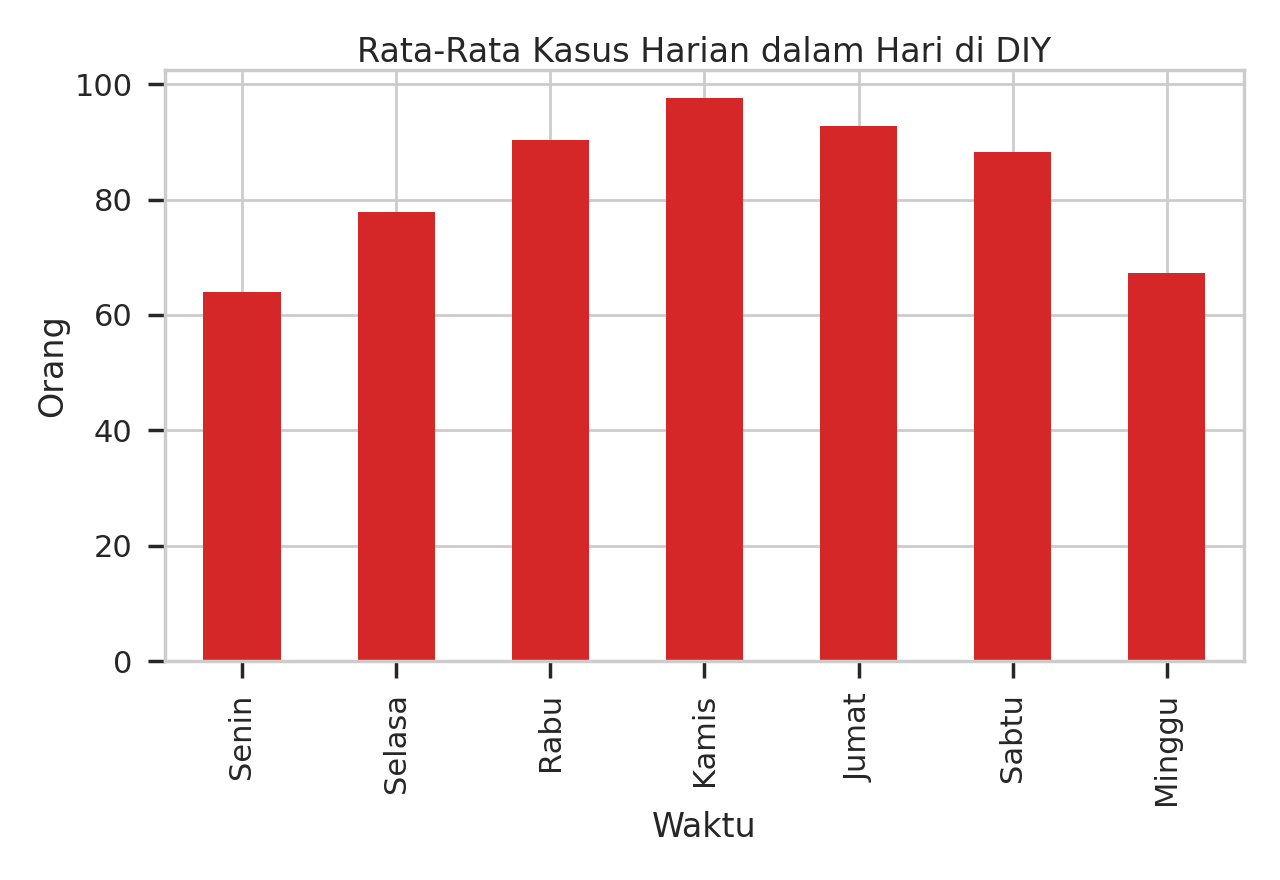 Rata-Rata Kasus Harian dalam Hari di DIY
100
80
60
40
20
0
Orang
Senin
Selasa
Rabu
Kamis
Jumat
Sabtu
Minggu
Waktu